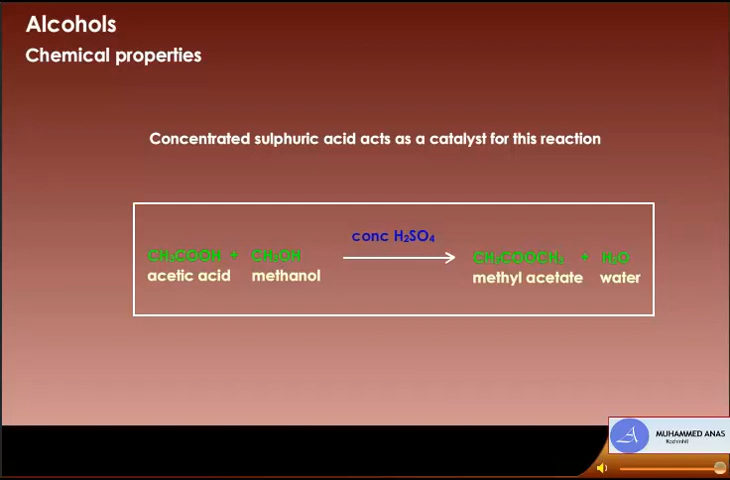 Alcohols
Chemical properties
Concentrated sulphuric acid acts as a catalyst for this reaction
conc H₂SO₄
CH₃COOH + CH₃OH CH₃COOCH₃ + H₂O
acetic acid methanol methyl acetate water
MUHAMMED ANAS